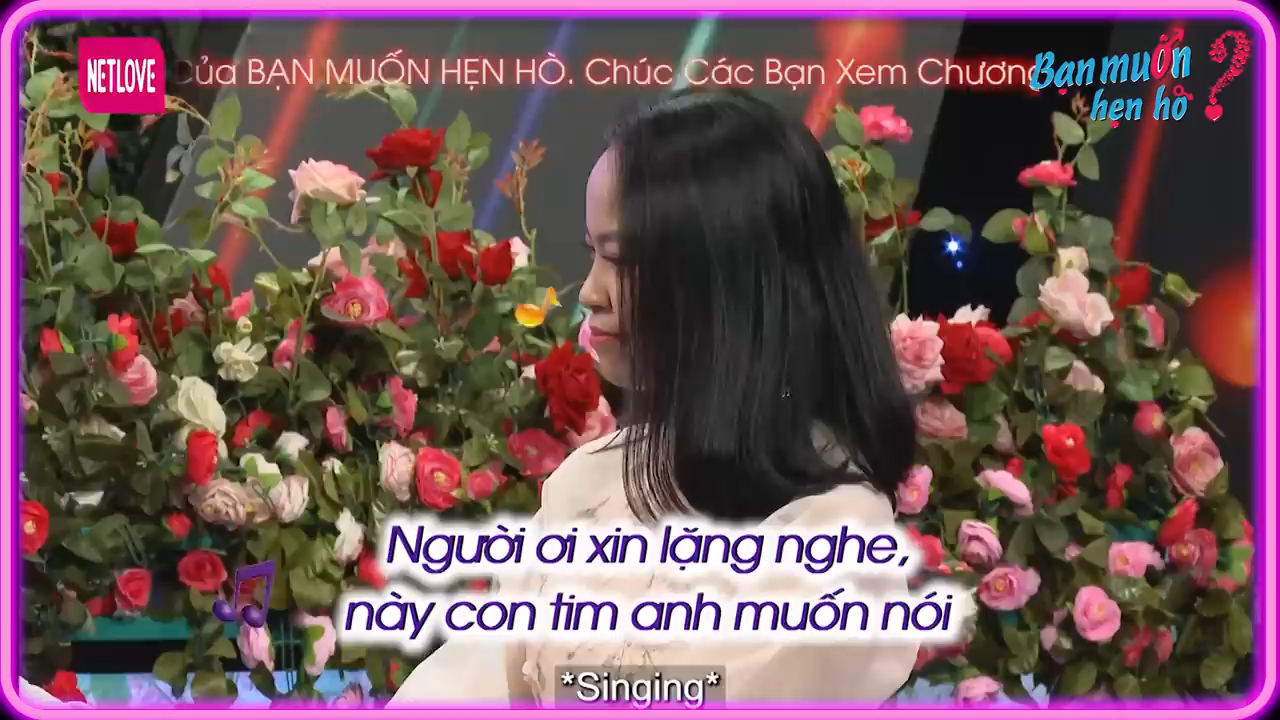 NETLOVE
của BẠN MUỐN HẸN HÒ. Chúc Các Bạn Xem Chương
Bạn muốn
hẹn hò ?
Người ơi xin lặng nghe,
này con tim anh muốn nói
*Singing*